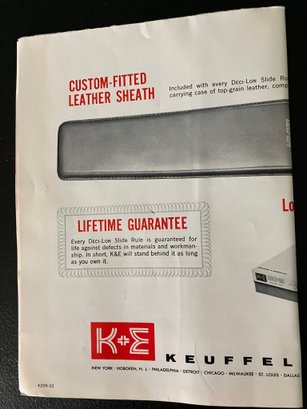 CUSTOM-FITTED
LEATHER SHEATH
Included with every DECI-LON Slide Ru
carrying case of top-grain leather, comp
Lo
LIFETIME GUARANTEE
Every DECI-LON Slide Rule is guaranteed for
life against defects in materials and workman-
ship. In short, K&E will stand behind it as long
as you own it.
K+E
KEUFFEL
NEW YORK · HOBOKEN, N. J. · PHILADELPHIA · DETROIT · CHICAGO · MILWAUKEE · ST. LOUIS · DALLAS